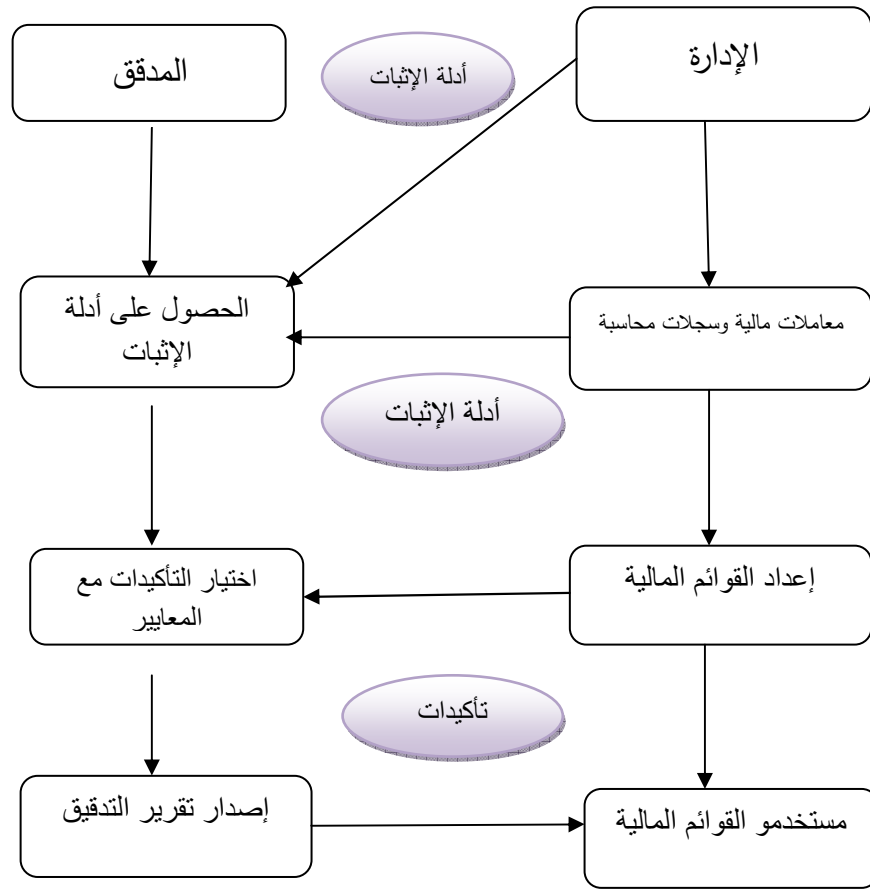 الإدارة
أدلة الإثبات
المدقق
معاملات مالية وسجلات محاسبة
الحصول على أدلة
الإثبات
أدلة الإثبات
إعداد القوائم المالية
اختيار التأكيدات مع
المعايير
تأكيدات
مستخدمو القوائم المالية
إصدار تقرير التدقيق